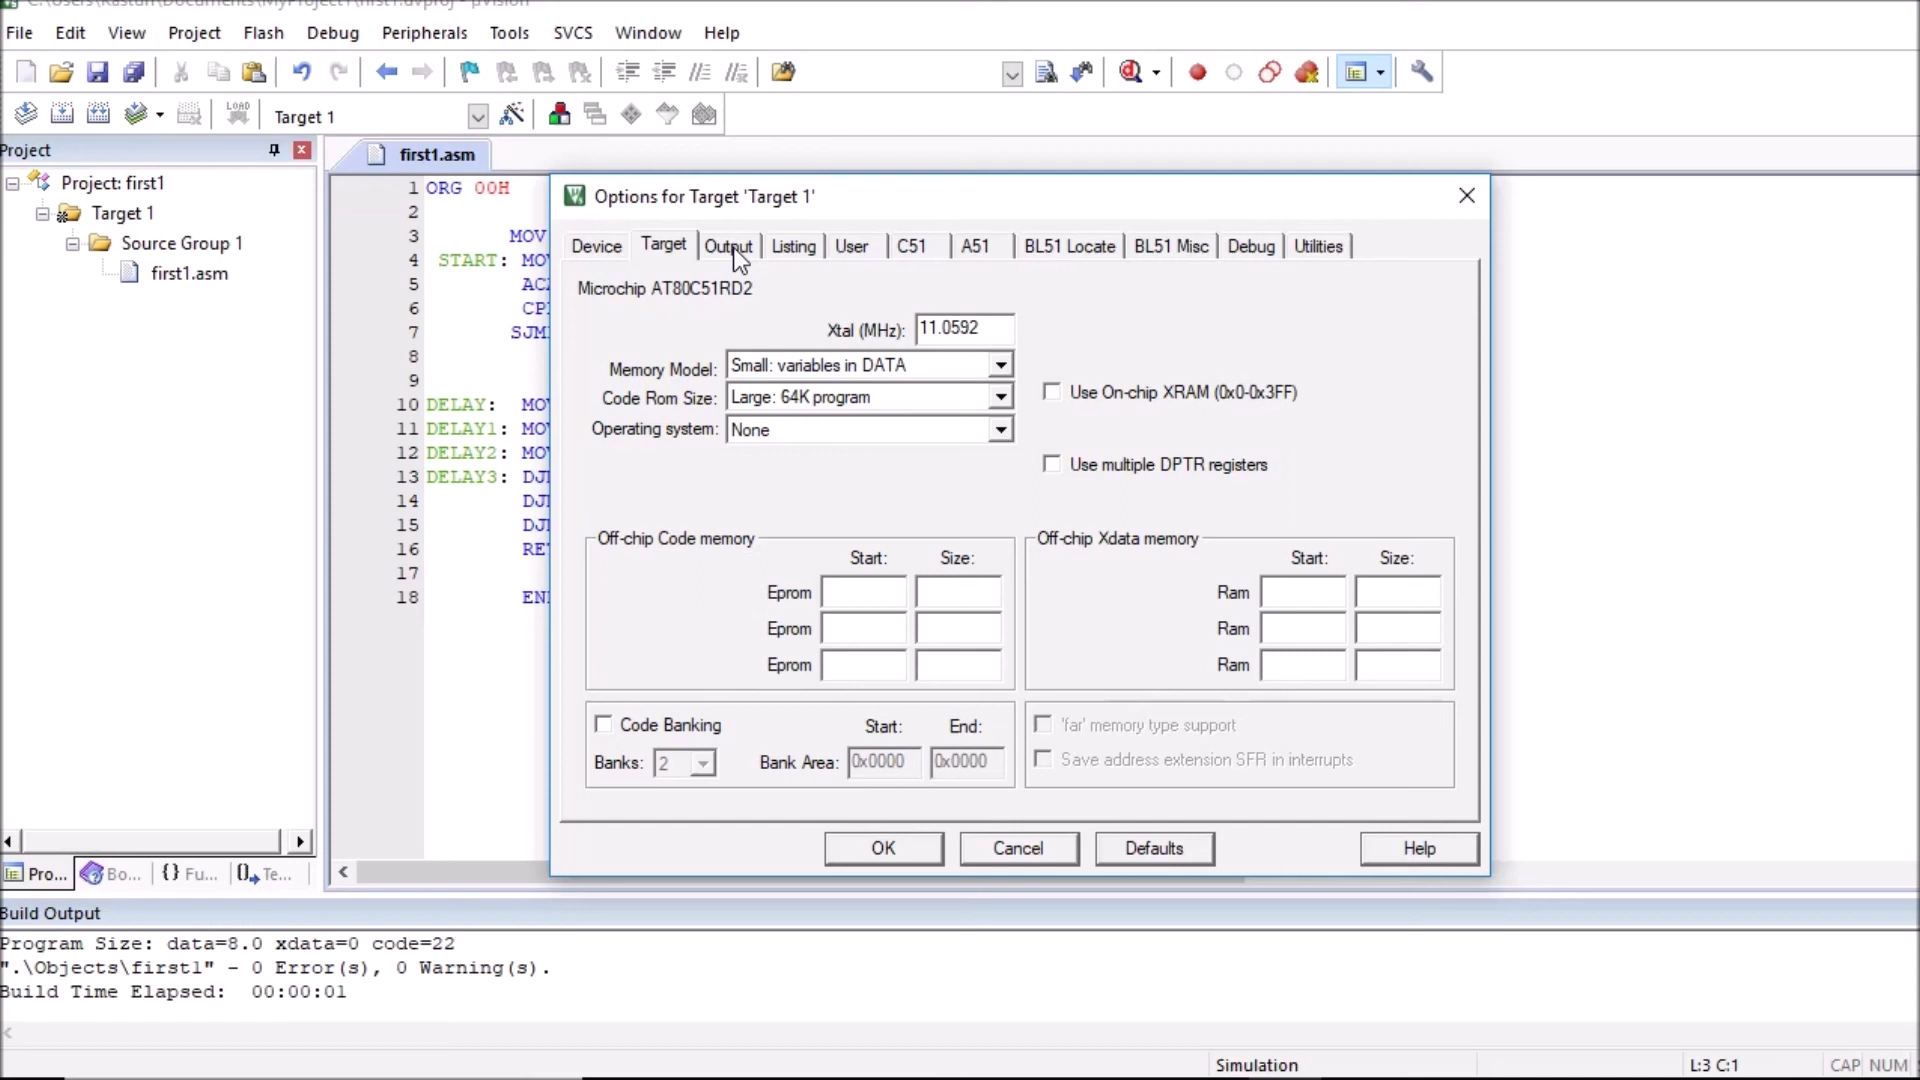 C:\Users\Kasturi\Documents\MyProject1\first1.uvproj - µVision
File Edit View Project Flash Debug Peripherals Tools SVCS Window Help
LOAD Target 1
Project
first1.asm
Project: first1
Target 1
Source Group 1
first1.asm
1 ORG 00H
2
3 MOV
4 START: MO
5 AC
6 CP
7 SJM
8
9
10 DELAY: MO
11 DELAY1: MO
12 DELAY2: MO
13 DELAY3: DJ
14 DJ
15 DJ
16 RE
17
18 EN
Options for Target 'Target 1'
Device Target Output Listing User C51 A51 BL51 Locate BL51 Misc Debug Utilities
Microchip AT80C51RD2
Xtal (MHz): 11.0592
Memory Model: Small: variables in DATA
Code Rom Size: Large: 64K program
Operating system: None
Use On-chip XRAM (0x0-0x3FF)
Use multiple DPTR registers
Off-chip Code memory
Start: Size:
Eprom
Eprom
Eprom
Off-chip Xdata memory
Start: Size:
Ram
Ram
Ram
Code Banking Start: End:
Banks: 2 Bank Area: 0x0000 0x0000
'far' memory type support
Save address extension SFR in interrupts
OK Cancel Defaults Help
Pro... Bo... {} Fu... Te...
Build Output
Program Size: data=8.0 xdata=0 code=22
".\Objects\first1" - 0 Error(s), 0 Warning(s).
Build Time Elapsed: 00:00:01
Simulation L:3 C:1 CAP NUM